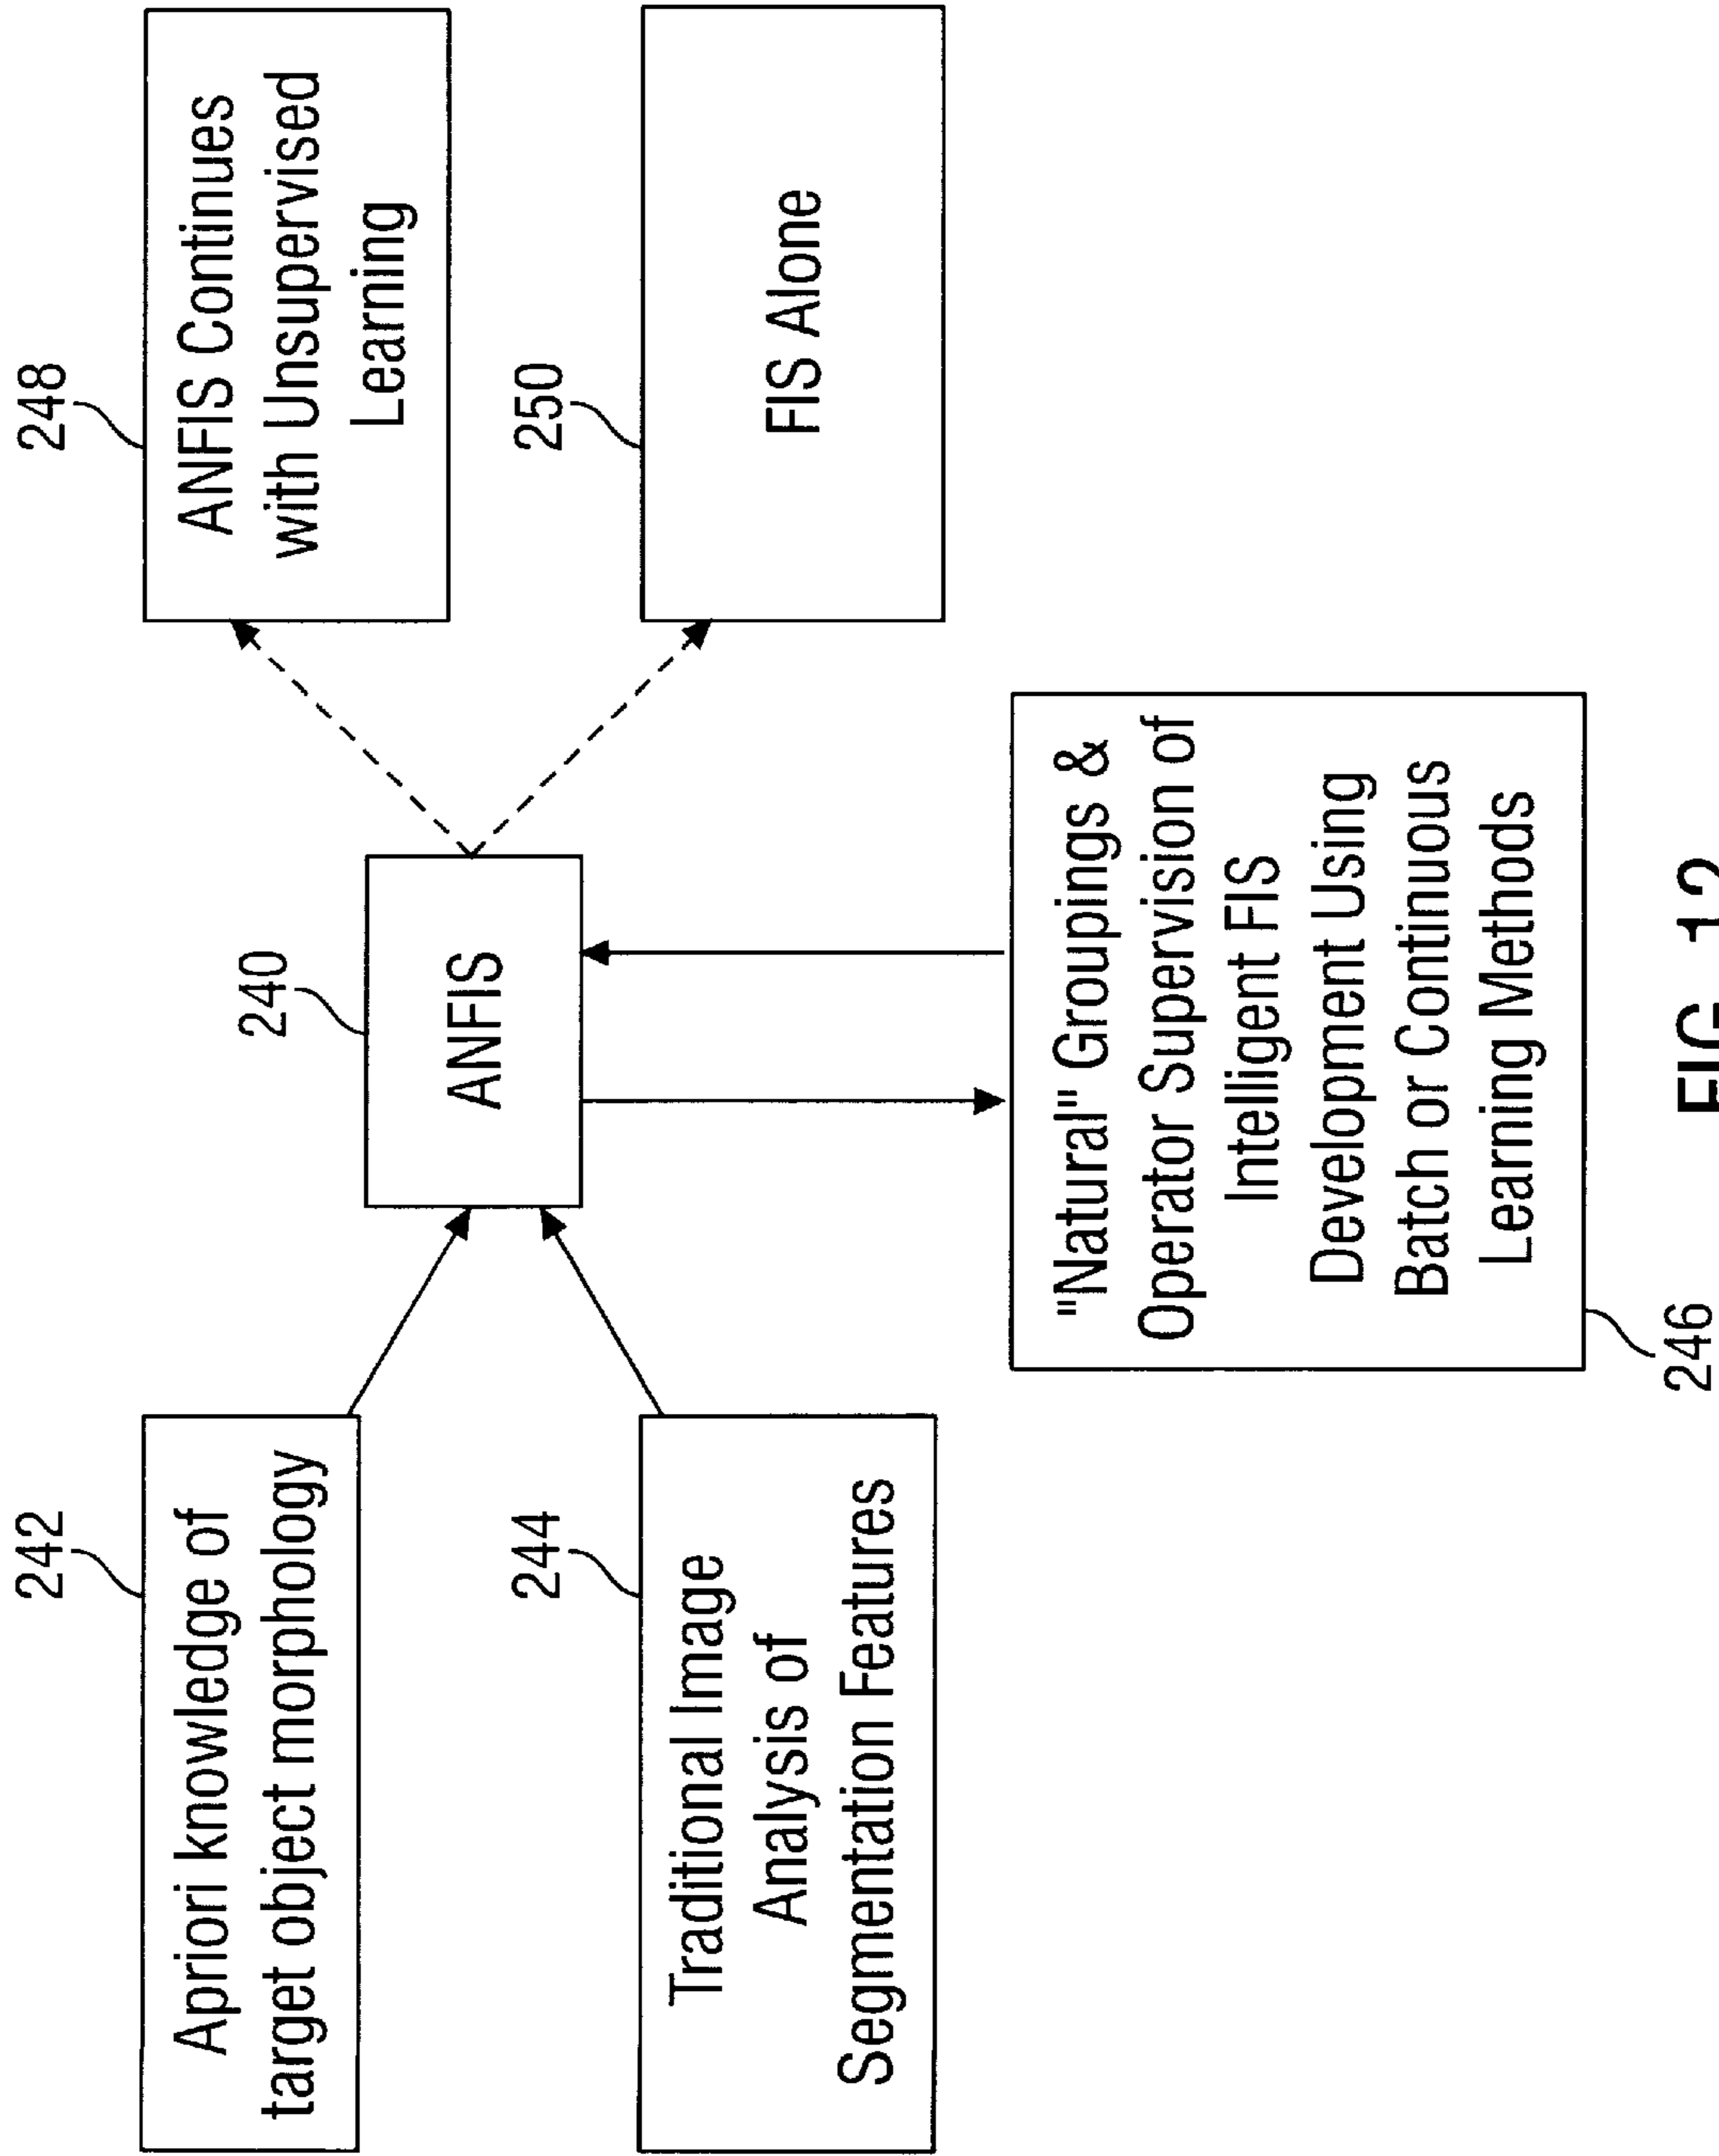 242
Apriori knowledge of
target object morphology
244
Traditional Image
Analysis of
Segmentation Features
240
ANFIS
248
ANFIS Continues
with Unsupervised
Learning
250
FIS Alone
"Natural" Groupings &
Operator Supervision of
Intelligent FIS
Development Using
Batch or Continuous
Learning Methods
246
FIG. 12